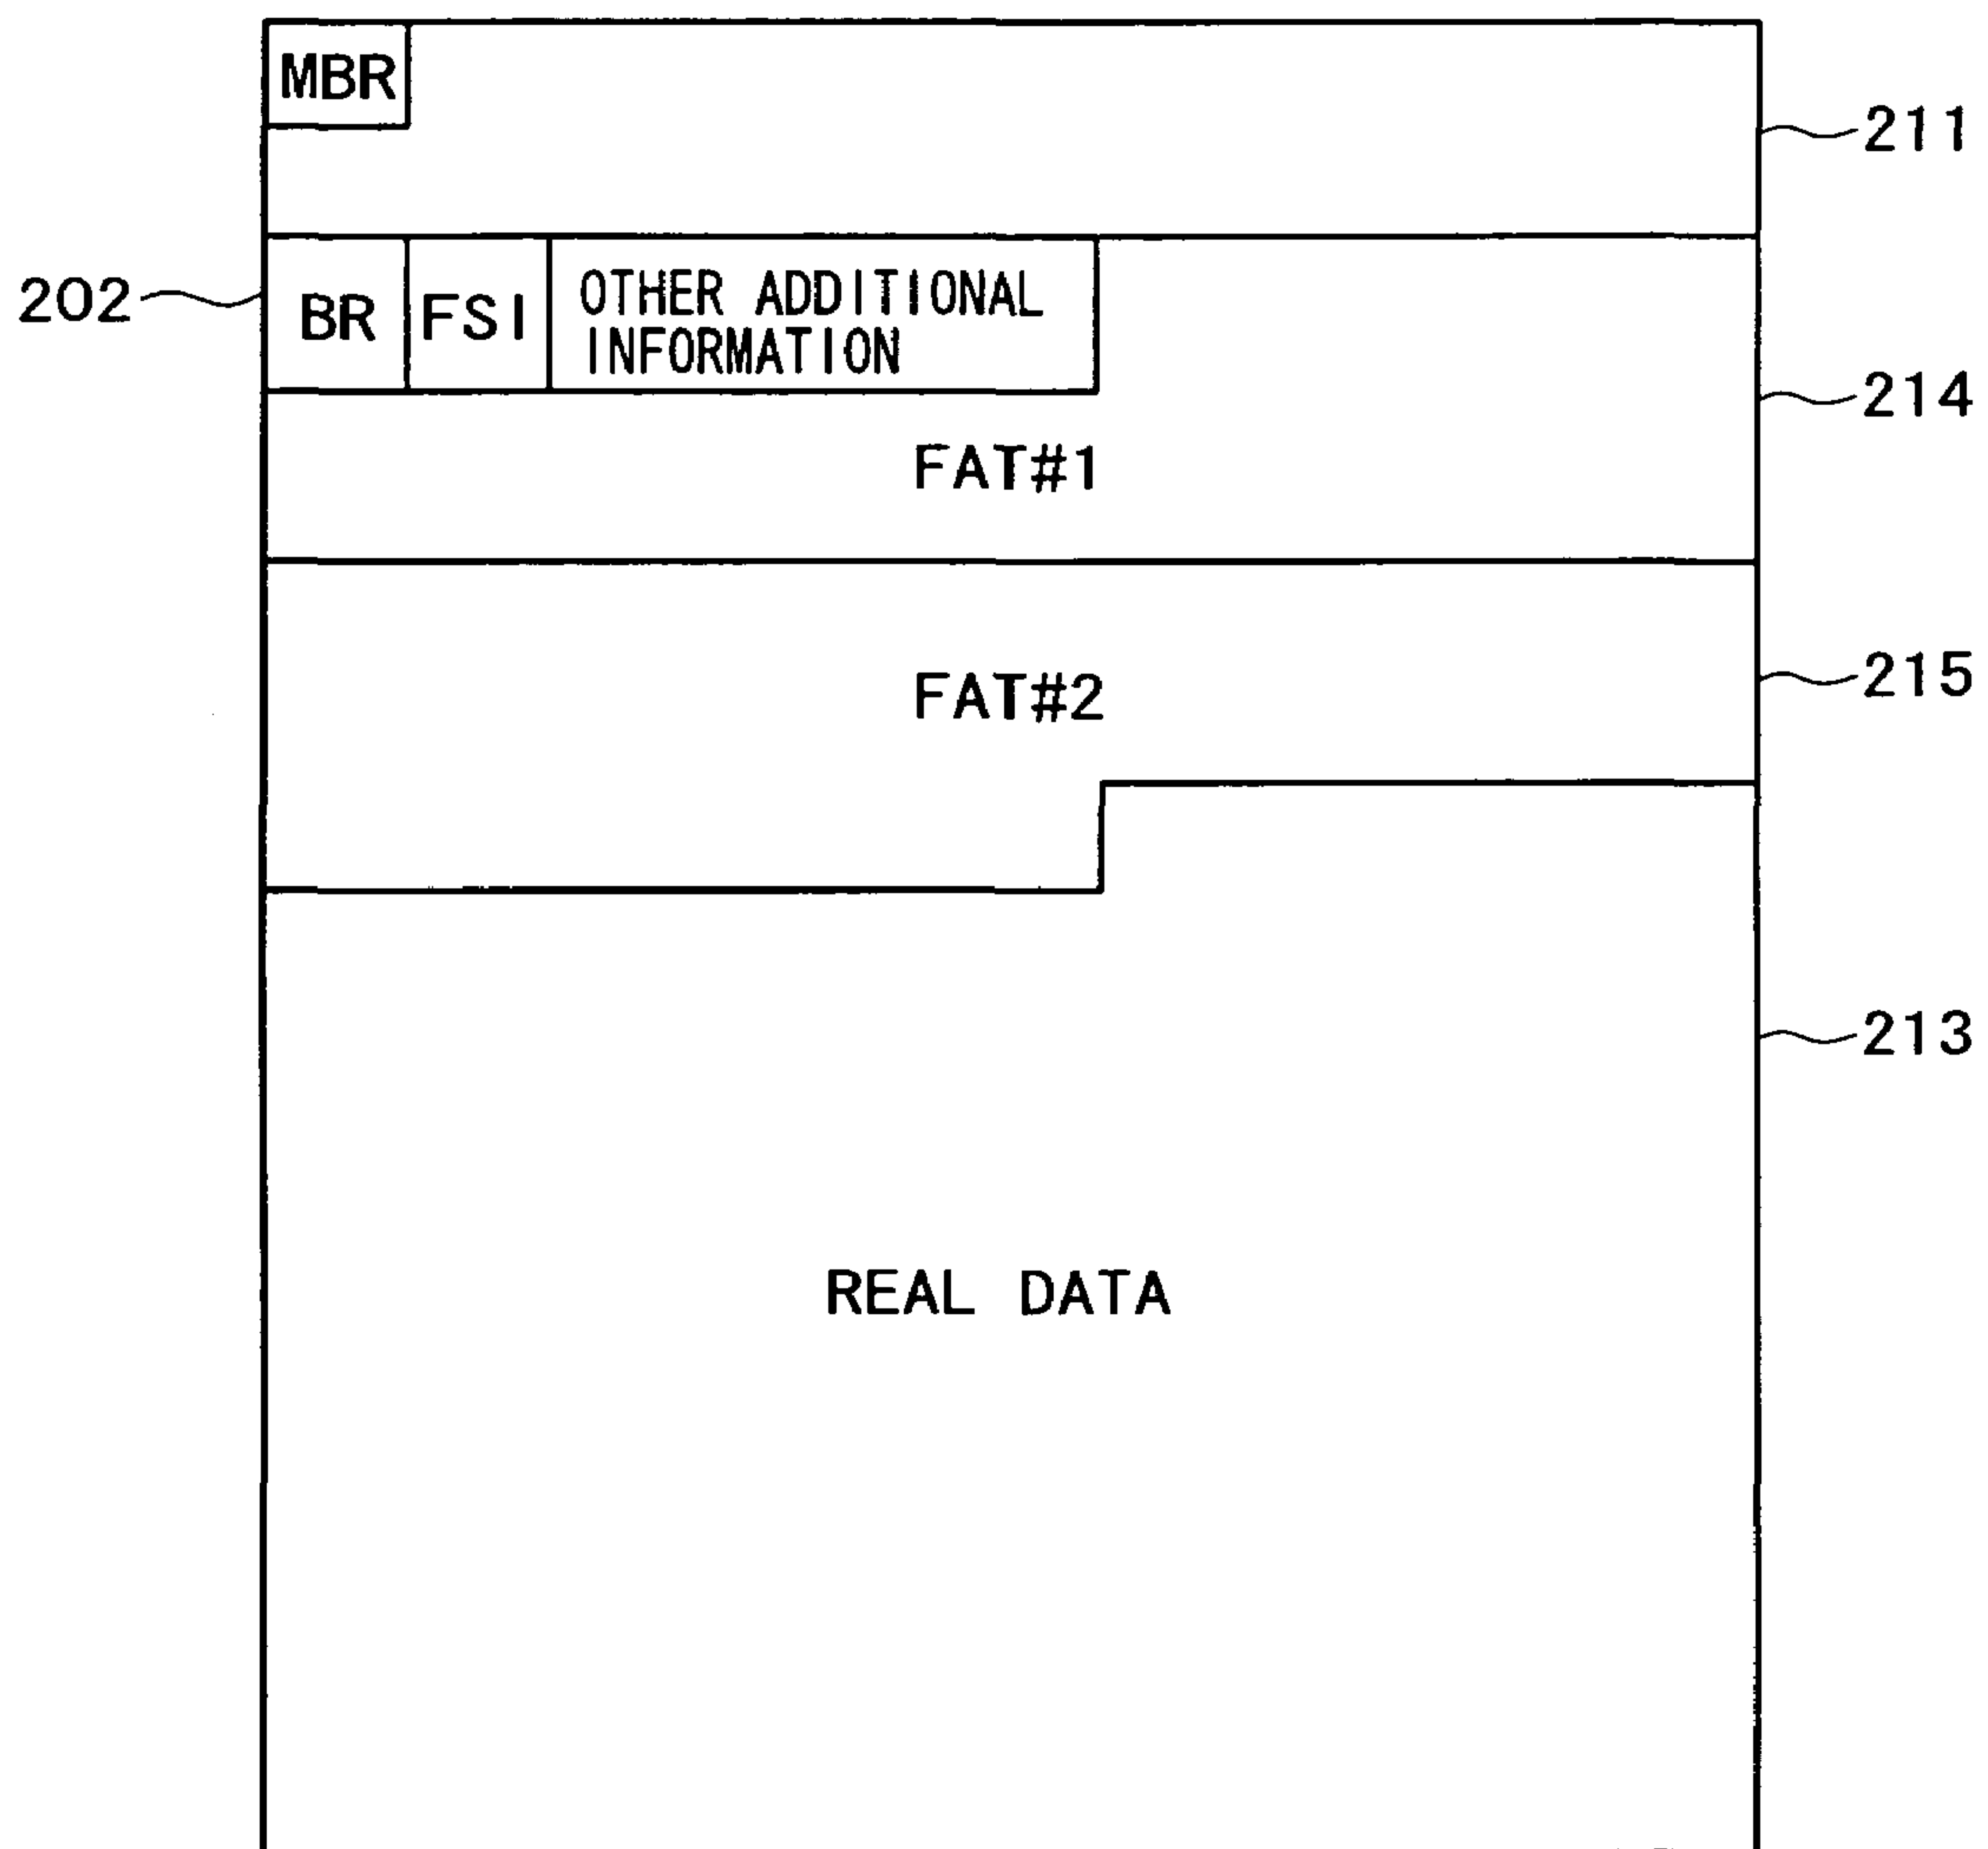 MBR
211
202
BR
FSI
OTHER ADDITIONAL
INFORMATION
214
FAT#1
215
FAT#2
213
REAL DATA